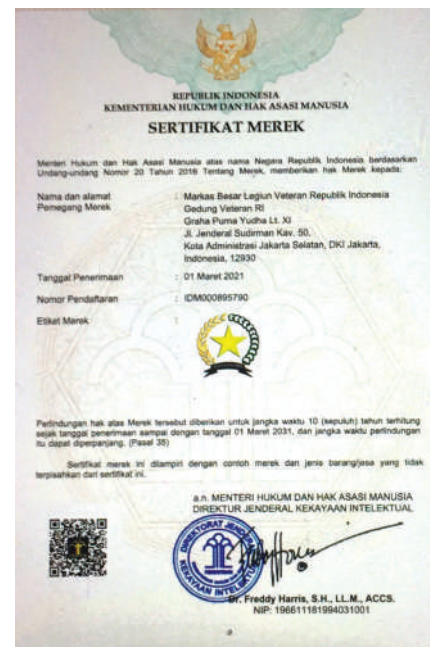 REPUBLIK INDONESIA
KEMENTERIAN HUKUM DAN HAK ASASI MANUSIA
SERTIFIKAT MEREK
Menteri Hukum dan Hak Asasi Manusia atas nama Negara Republik Indonesia berdasarkan
Undang-undang Nomor 20 Tahun 2016 Tentang Merek, memberikan hak Merek kepada:
Nama dan alamat : Markas Besar Legiun Veteran Republik Indonesia
Pemegang Merek Gedung Veteran RI
Graha Purna Yudha Lt. XI
Jl. Jenderal Sudirman Kav. 50,
Kota Administrasi Jakarta Selatan, DKI Jakarta,
Indonesia, 12930
Tanggal Penerimaan : 01 Maret 2021
Nomor Pendaftaran : IDM000895790
Etiket Merek :
Perlindungan hak atas Merek tersebut diberikan untuk jangka waktu 10 (sepuluh) tahun terhitung
sejak tanggal penerimaan sampai dengan tanggal 01 Maret 2031, dan jangka waktu perlindungan
itu dapat diperpanjang. (Pasal 35)
Sertifikat merek ini dilampiri dengan contoh merek dan jenis barang/jasa yang tidak
terpisahkan dari sertifikat ini.
a.n. MENTERI HUKUM DAN HAK ASASI MANUSIA
DIREKTUR JENDERAL KEKAYAAN INTELEKTUAL
DIREKTORAT JENDERAL
KEKAYAAN INTELEKTUAL
Dr. Freddy Harris, S.H., LL.M., ACCS.
NIP: 196611181994031001